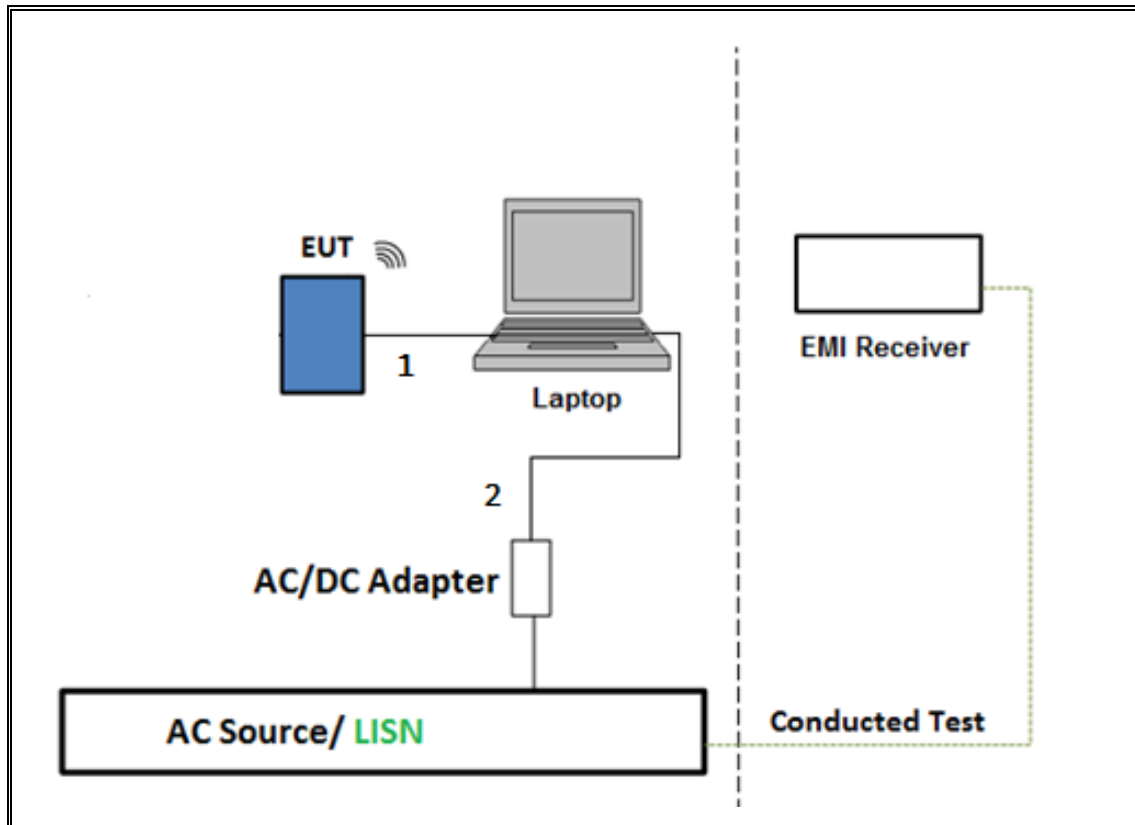 EUT
1
Laptop
EMI Receiver
2
AC/DC Adapter
AC Source/ LISN
Conducted Test